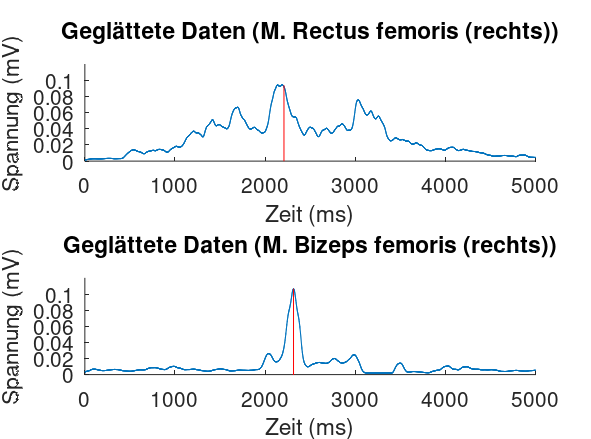 Geglättete Daten (M. Rectus femoris (rechts))
Spannung (mV)
0.1
0.08
0.06
0.04
0.02
0
0 1000 2000 3000 4000 5000
Zeit (ms)
Geglättete Daten (M. Bizeps femoris (rechts))
Spannung (mV)
0.1
0.08
0.06
0.04
0.02
0
0 1000 2000 3000 4000 5000
Zeit (ms)